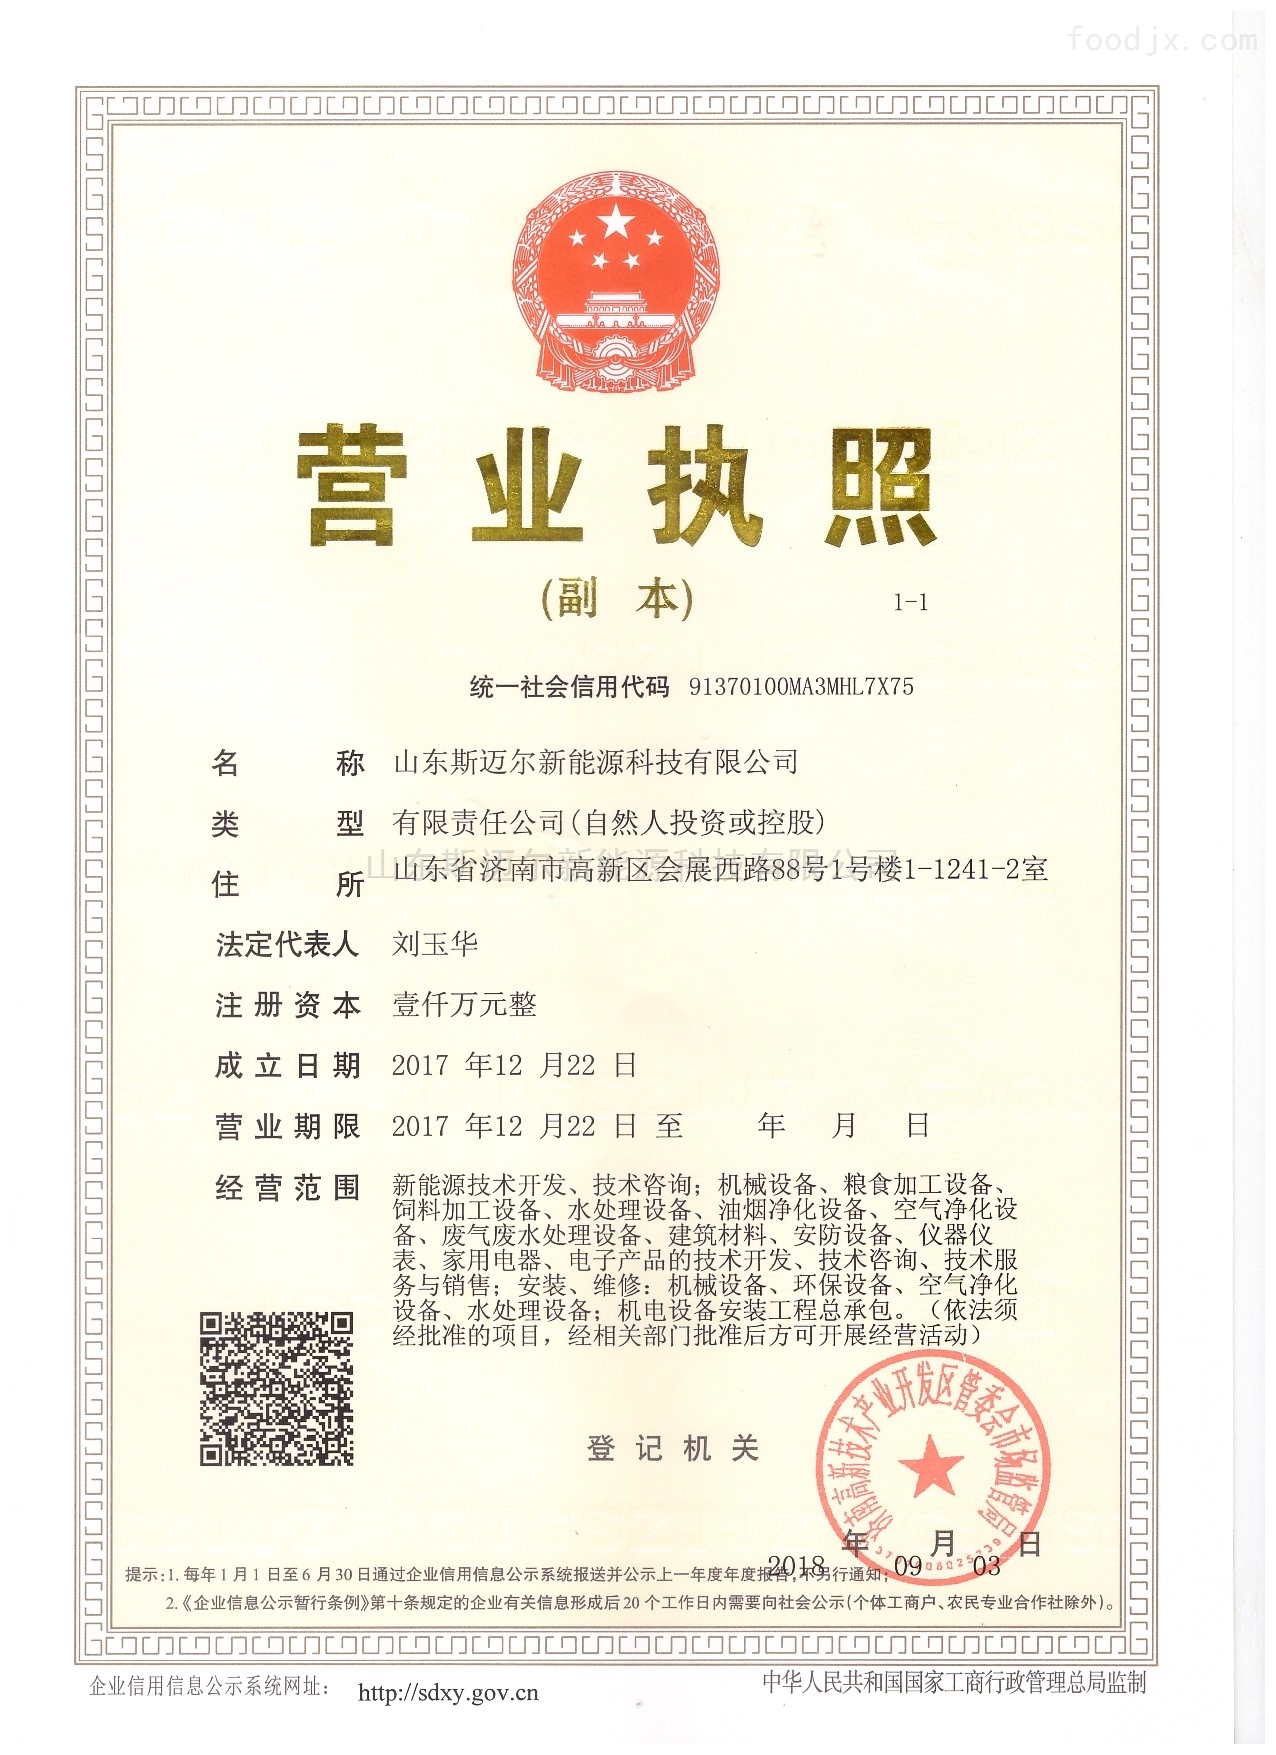 foodjx.com
营业执照
(副 本)
1-1
统一社会信用代码 91370100MA3MHL7X75
名 称 山东斯迈尔新能源科技有限公司
类 型 有限责任公司(自然人投资或控股)
山东斯迈尔新能源科技有限公司
住 所 山东省济南市高新区会展西路88号1号楼1-1241-2室
法定代表人 刘玉华
注册资本 壹仟万元整
成立日期 2017 年12 月22 日
营业期限 2017 年12 月22 日 至 年 月 日
经营范围 新能源技术开发、技术咨询；机械设备、粮食加工设备、
饲料加工设备、水处理设备、油烟净化设备、空气净化设
备、废气废水处理设备、建筑材料、安防设备、仪器仪
表、家用电器、电子产品的技术开发、技术咨询、技术服
务与销售；安装、维修：机械设备、环保设备、空气净化
设备、水处理设备；机电设备安装工程总承包。（依法须
经批准的项目，经相关部门批准后方可开展经营活动）
登记机关
济南高新技术产业开发区管委会市场监管局
2018 年 09 月 03 日
提示:1.每年1月1日至6月30日通过企业信用信息公示系统报送并公示上一年度年度报告,不另行通知;
2.《企业信息公示暂行条例》第十条规定的企业有关信息形成后20个工作日内需要向社会公示(个体工商户、农民专业合作社除外)。
企业信用信息公示系统网址： http://sdxy.gov.cn
中华人民共和国国家工商行政管理总局监制